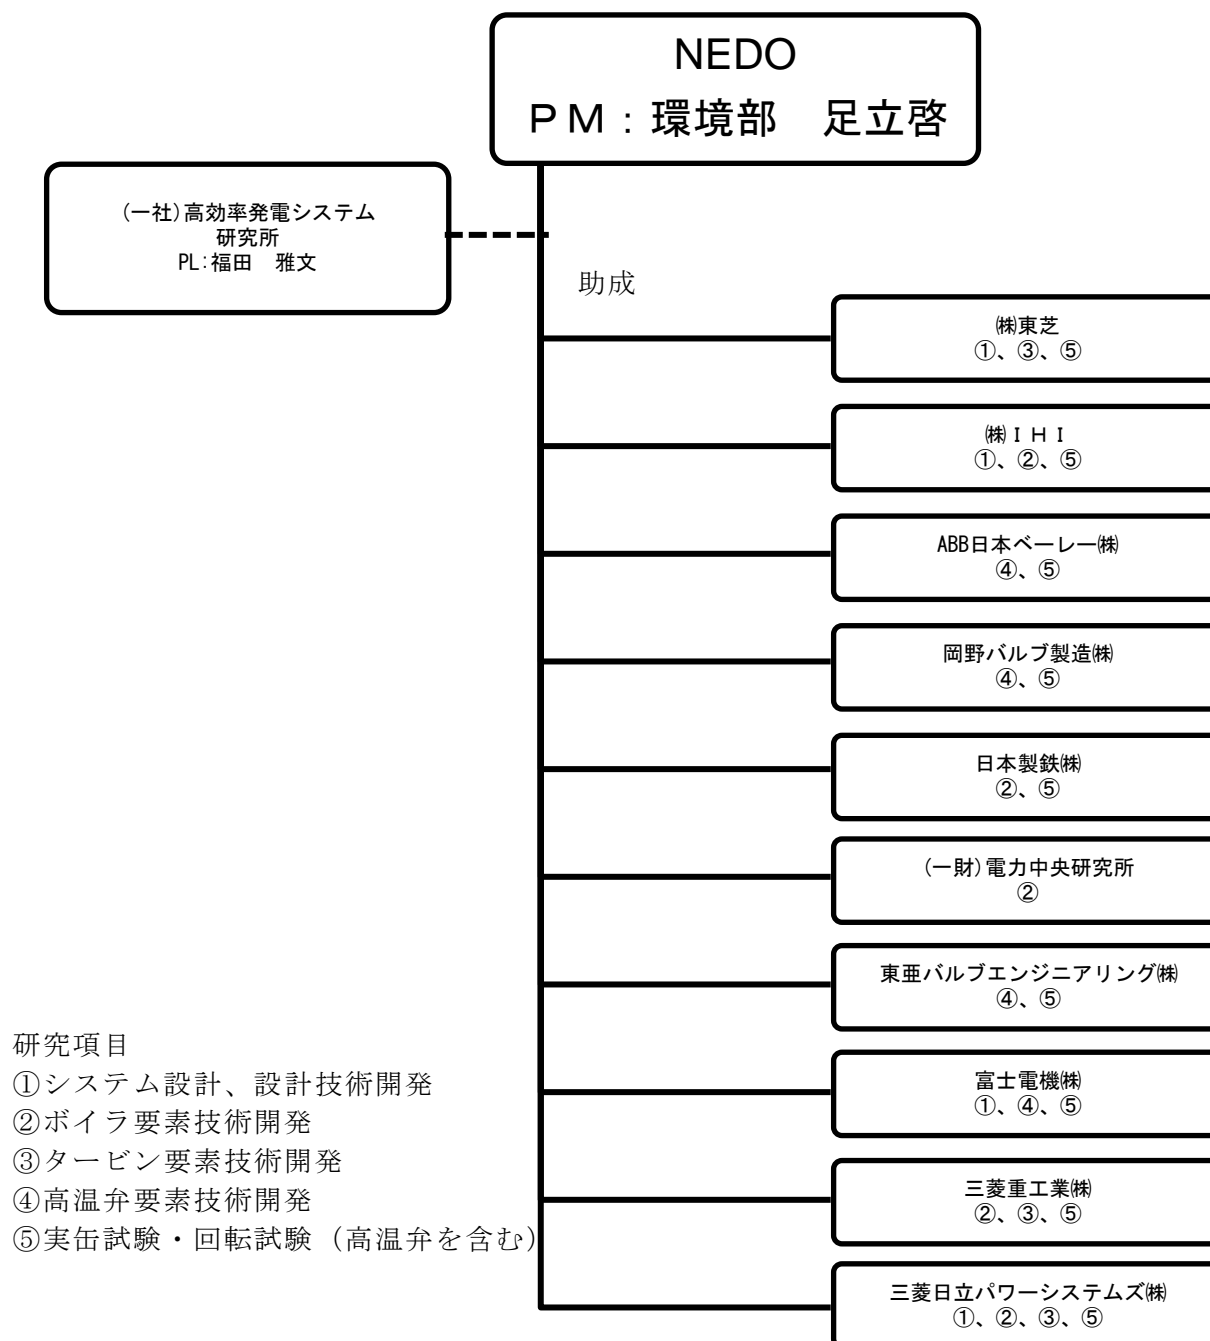 NEDO
ＰＭ：環境部　足立啓
(一社)高効率発電システム
研究所
PL:福田　雅文
助成
㈱東芝
①、③、⑤
㈱ＩＨＩ
①、②、⑤
ABB日本ベーレー㈱
④、⑤
岡野バルブ製造㈱
④、⑤
日本製鉄㈱
②、⑤
(一財)電力中央研究所
②
東亜バルブエンジニアリング㈱
④、⑤
富士電機㈱
①、④、⑤
三菱重工業㈱
②、③、⑤
三菱日立パワーシステムズ㈱
①、②、③、⑤
研究項目
①システム設計、設計技術開発
②ボイラ要素技術開発
③タービン要素技術開発
④高温弁要素技術開発
⑤実缶試験・回転試験（高温弁を含む）